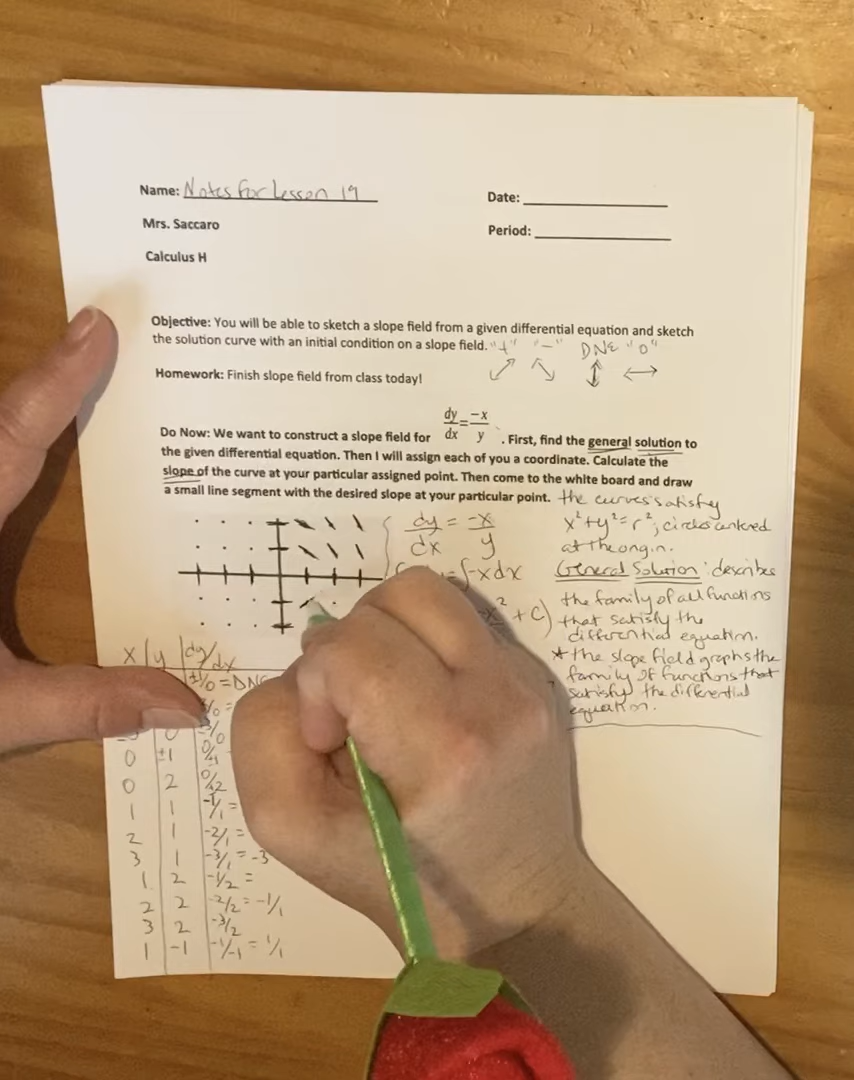 Name: Notes for Lesson 19
Date:
Mrs. Saccaro
Period:
Calculus H
Objective: You will be able to sketch a slope field from a given differential equation and sketch
the solution curve with an initial condition on a slope field. "+" "-" DNE "0"
Homework: Finish slope field from class today!
Do Now: We want to construct a slope field for dy/dx = -x/y . First, find the general solution to
the given differential equation. Then I will assign each of you a coordinate. Calculate the
slope of the curve at your particular assigned point. Then come to the white board and draw
a small line segment with the desired slope at your particular point.
the curves satisfy
x²+y²=r²; circles centered
at the origin.
General Solution: describes
the family of all functions
that satisfy the
differential equation.
* the slope field graphs the
family of functions that
satisfy the differential
equation.
dy/dx = -x/y
= ∫-xdx
x² + C)
x | y | dy/dx
±1/0 = DNE
0 ±1 0/±1
0 2 0/2
1 1 -1/1 =
2 1 -2/1 =
3 1 -3/1 = -3
1 2 -1/2 =
2 2 -2/2 = -1/1
3 2 -3/2
1 -1 -1/-1 = 1/1